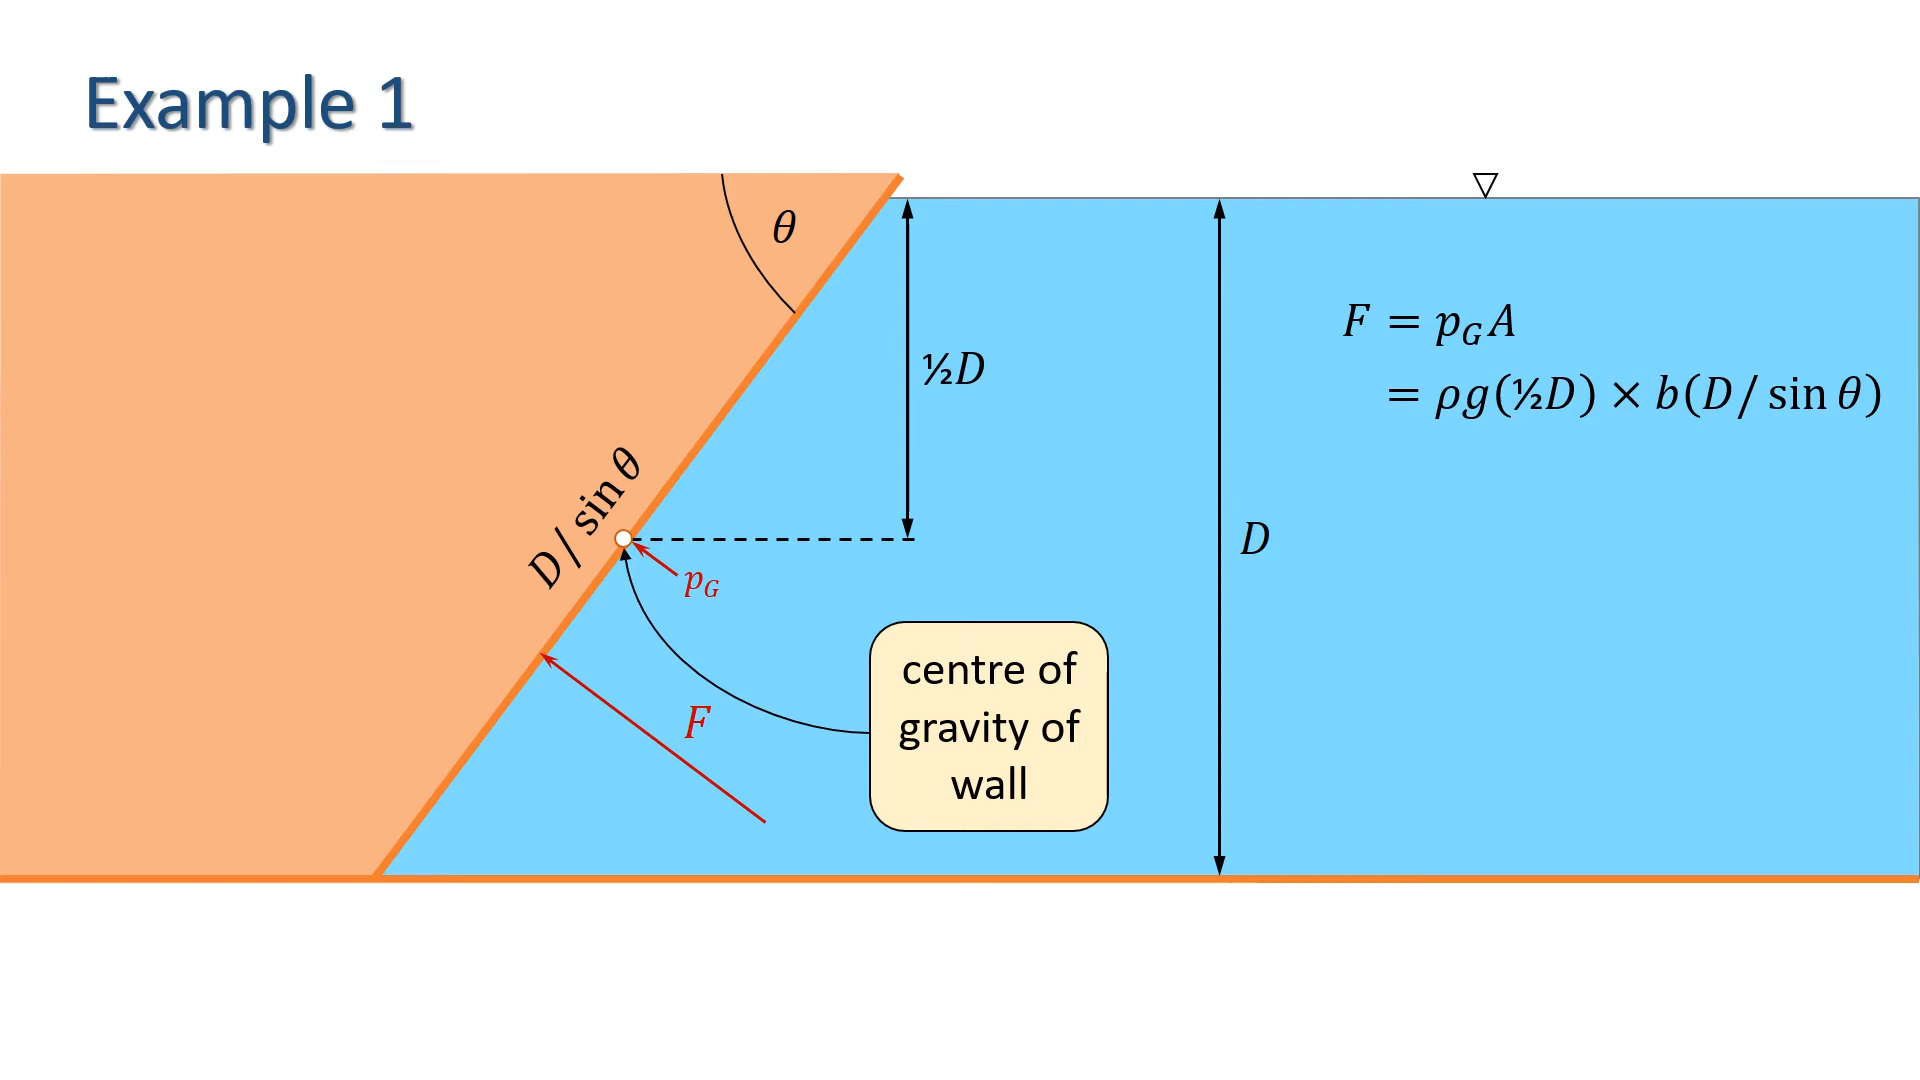 Example 1
θ
½D
F = p_G A
= ρg(½D) × b(D/ sin θ)
D/ sin θ
D
p_G
centre of
gravity of
wall
F